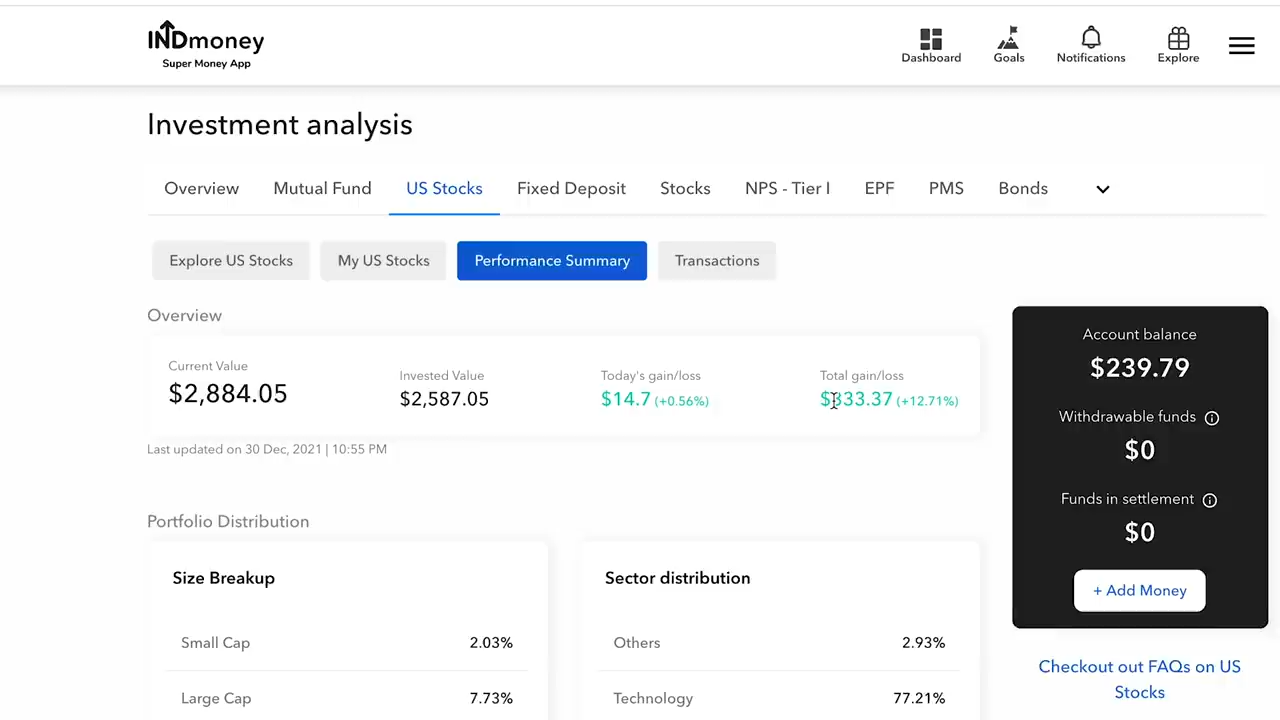 INDmoney
Super Money App
Dashboard
Goals
Notifications
Explore
Investment analysis
Overview
Mutual Fund
US Stocks
Fixed Deposit
Stocks
NPS - Tier I
EPF
PMS
Bonds
Explore US Stocks
My US Stocks
Performance Summary
Transactions
Overview
Current Value
$2,884.05
Invested Value
$2,587.05
Today's gain/loss
$14.7 (+0.56%)
Total gain/loss
$333.37 (+12.71%)
Last updated on 30 Dec, 2021 | 10:55 PM
Account balance
$239.79
Withdrawable funds
$0
Funds in settlement
$0
+ Add Money
Checkout out FAQs on US
Stocks
Portfolio Distribution
Size Breakup
Small Cap 2.03%
Large Cap 7.73%
Sector distribution
Others 2.93%
Technology 77.21%